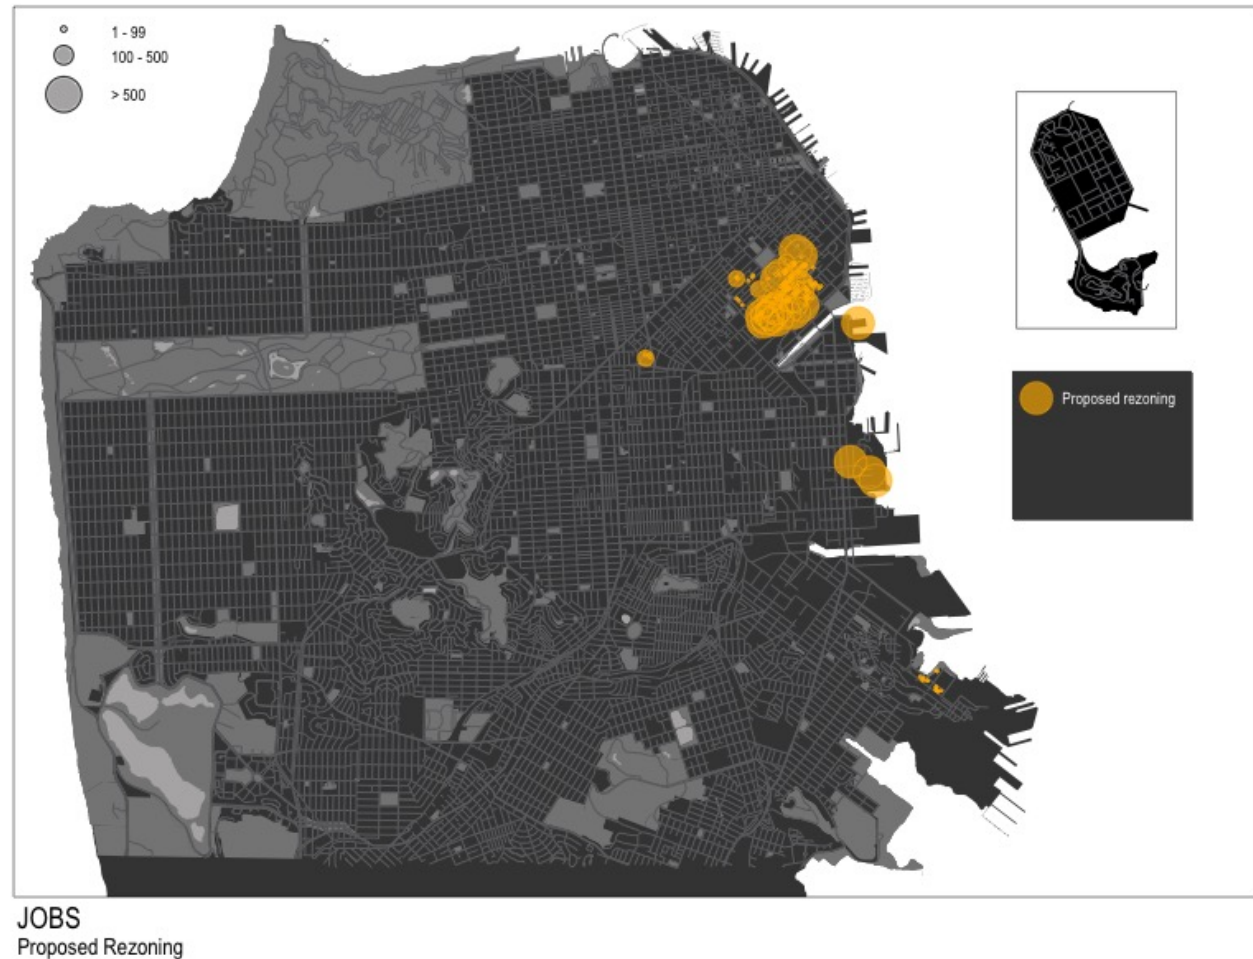 1 - 99
100 - 500
> 500
Proposed rezoning
JOBS
Proposed Rezoning